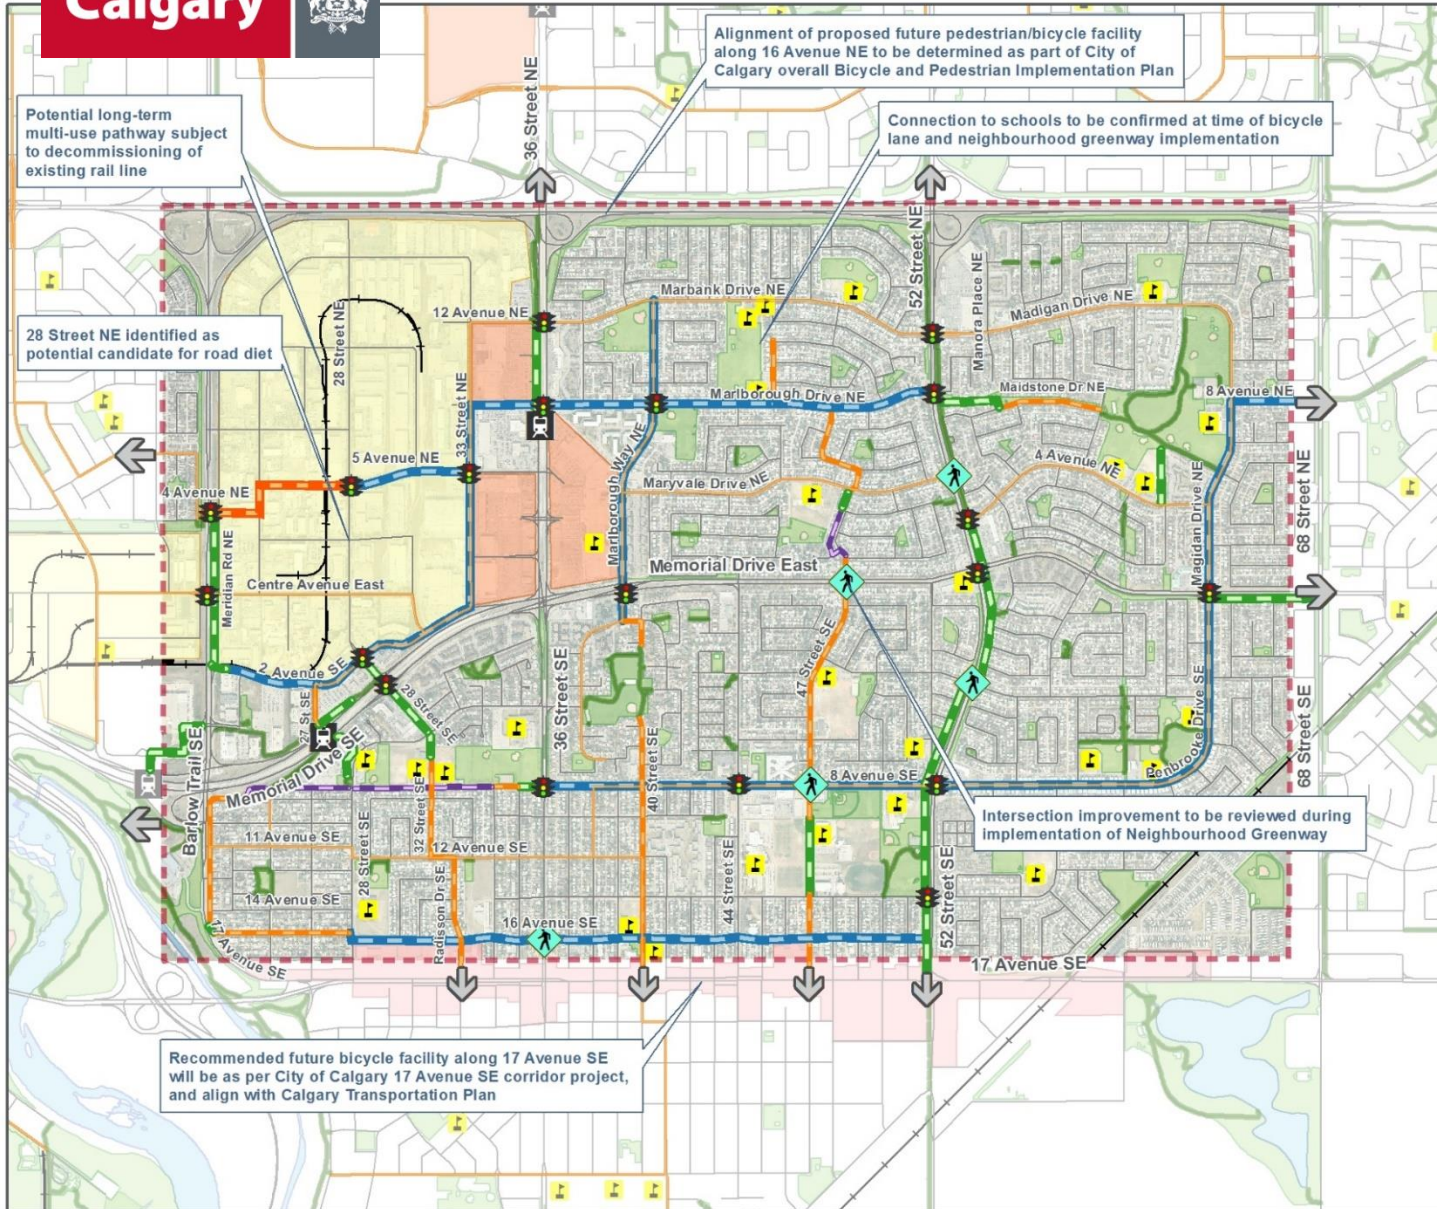 Calgary
Alignment of proposed future pedestrian/bicycle facility
along 16 Avenue NE to be determined as part of City of
Calgary overall Bicycle and Pedestrian Implementation Plan
36 Street NE
Potential long-term
multi-use pathway subject
to decommissioning of
existing rail line
Connection to schools to be confirmed at time of bicycle
lane and neighbourhood greenway implementation
52 Street NE
Manora Place NE
Marbank Drive NE
Madigan Drive NE
12 Avenue NE
28 Street NE identified as
potential candidate for road diet
28 Street NE
33 Street NE
Marlborough Drive NE
Maidstone Dr NE
8 Avenue NE
5 Avenue NE
Marlborough Way NE
4 Avenue NE
4 Avenue NE
Maryvale Drive NE
Magidan Drive NE
68 Street NE
Meridian Rd NE
Centre Avenue East
Memorial Drive East
2 Avenue SE
27 St SE
28 Street SE
36 Street SE
47 Street SE
40 Street SE
Penbrooke Drive SE
68 Street SE
Barlow Trail SE
Memorial Drive SE
8 Avenue SE
32 Street SE
Intersection improvement to be reviewed during
implementation of Neighbourhood Greenway
11 Avenue SE
12 Avenue SE
28 Street SE
44 Street SE
14 Avenue SE
Radisson Dr SE
16 Avenue SE
52 Street SE
17 Avenue SE
17 Avenue SE
Recommended future bicycle facility along 17 Avenue SE
will be as per City of Calgary 17 Avenue SE corridor project,
and align with Calgary Transportation Plan